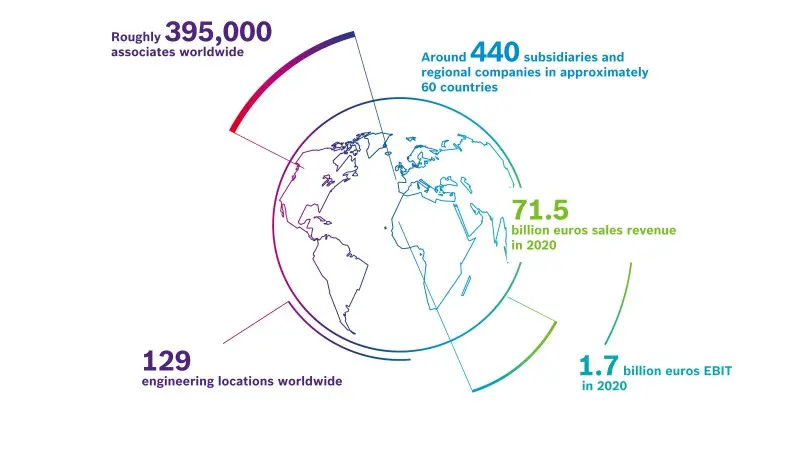 Roughly 395,000
associates worldwide
Around 440 subsidiaries and
regional companies in approximately
60 countries
71.5
billion euros sales revenue
in 2020
129
engineering locations worldwide
1.7 billion euros EBIT
in 2020